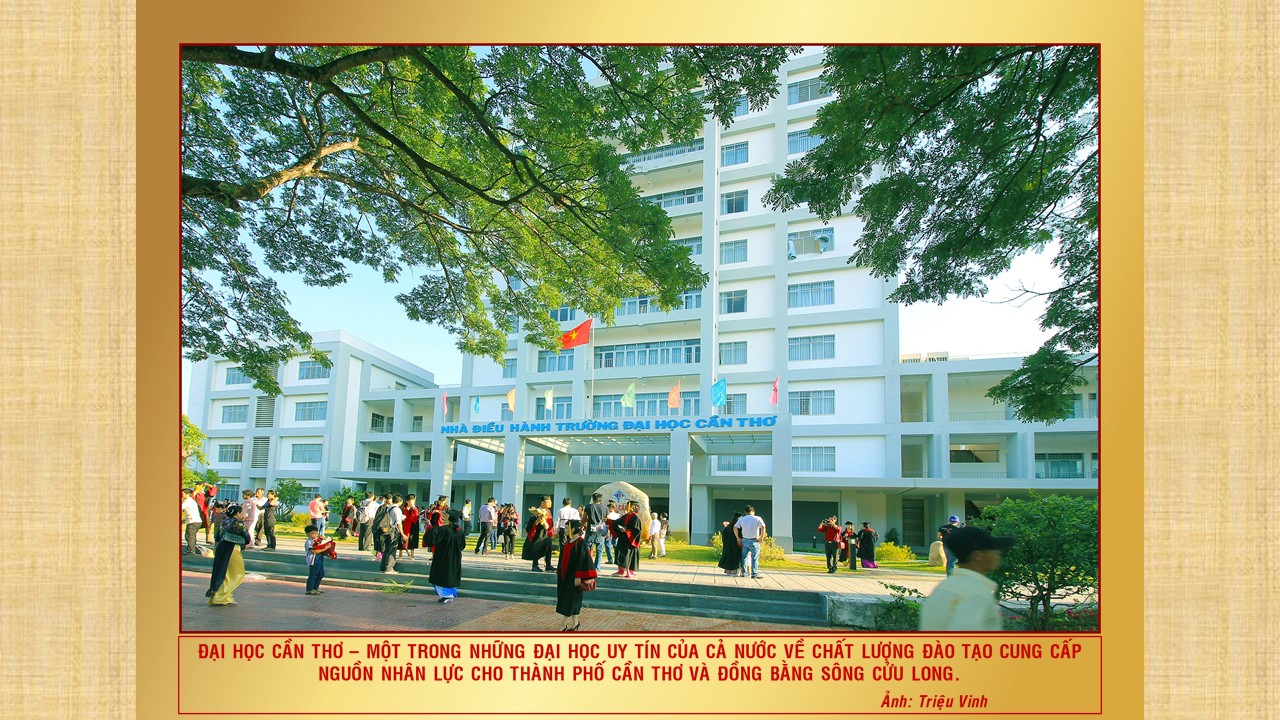 NHÀ ĐIỀU HÀNH TRƯỜNG ĐẠI HỌC CẦN THƠ
ĐẠI HỌC CẦN THƠ – MỘT TRONG NHỮNG ĐẠI HỌC UY TÍN CỦA CẢ NƯỚC VỀ CHẤT LƯỢNG ĐÀO TẠO CUNG CẤP
NGUỒN NHÂN LỰC CHO THÀNH PHỐ CẦN THƠ VÀ ĐỒNG BẰNG SÔNG CỬU LONG.
Ảnh: Triệu Vinh